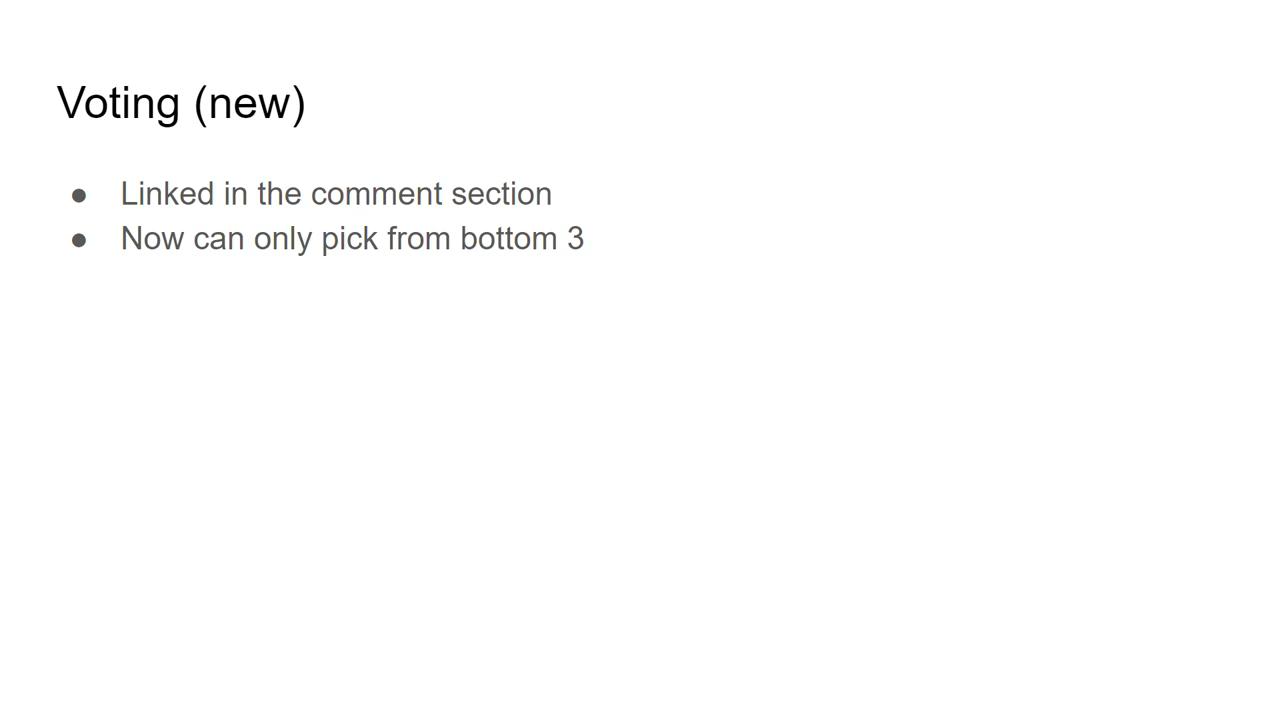 Voting (new)
● Linked in the comment section
● Now can only pick from bottom 3